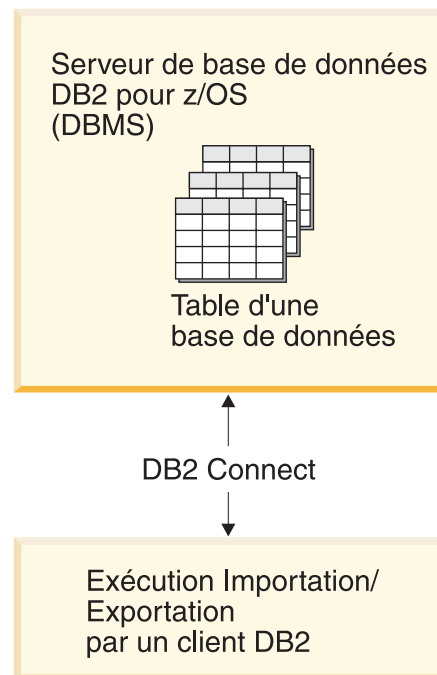 Serveur de base de données
DB2 pour z/OS
(DBMS)
Table d'une
base de données
DB2 Connect
Exécution Importation/
Exportation
par un client DB2